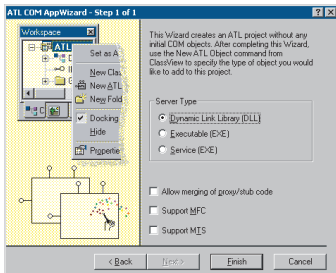 ATL COM AppWizard - Step 1 of 1
Workspace
ATL
Set as A
New Clas
New ATL
New Fold
Docking
Hide
Propertie
This Wizard creates an ATL project without any
initial COM objects. After completing this Wizard,
use the New ATL Object command from
ClassView to specify the type of object you would
like to add to this project.
Server Type
Dynamic Link Library (DLL)
Executable (EXE)
Service (EXE)
Allow merging of proxy/stub code
Support MFC
Support MTS
< Back
Next >
Finish
Cancel